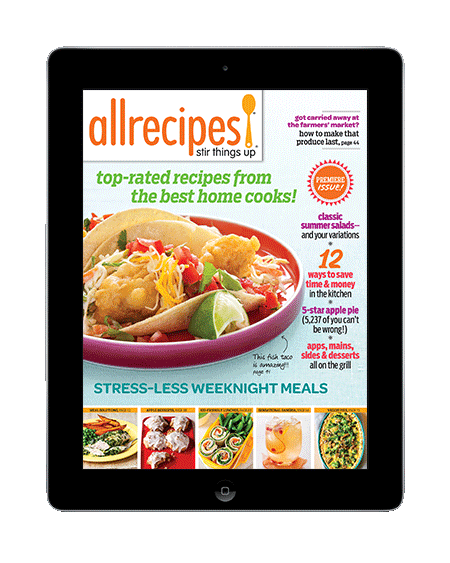 allrecipes
stir things up
got carried away at
the farmers' market?
how to make that
produce last, page 44
top-rated recipes from
the best home cooks!
PREMIERE
ISSUE!
classic
summer salads—
and your variations
12
ways to save
time & money
in the kitchen
5-star apple pie
(5,237 of you can't
be wrong!)
apps, mains,
sides & desserts
all on the grill
This fish taco
is amazing!!
STRESS-LESS WEEKNIGHT MEALS